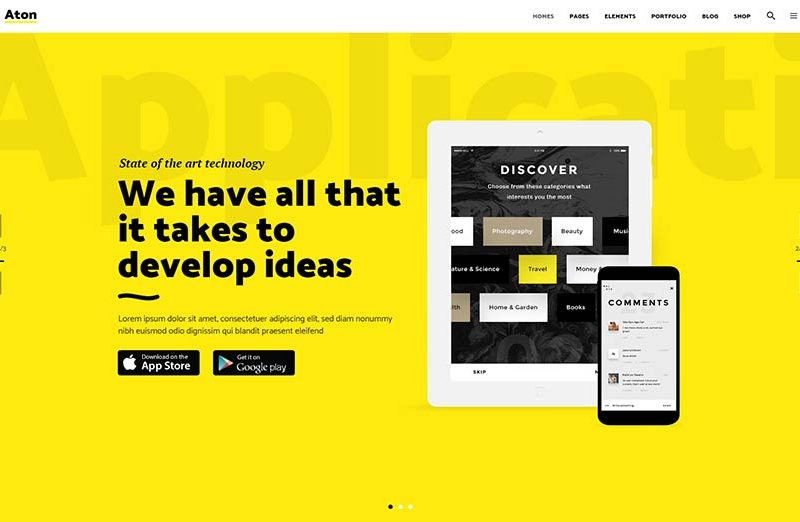 Aton
HOMES PAGES ELEMENTS PORTFOLIO BLOG SHOP
Applicati
State of the art technology
We have all that
it takes to
develop ideas
Lorem ipsum dolor sit amet, consectetuer adipiscing elit, sed diam nonummy
nibh euismod odio dignissim qui blandit praesent eleifend
Download on the
App Store
Get it on
Google play
DISCOVER
Choose from these categories what
interests you the most
ood Photography Beauty Musi
ature & Science Travel Money
lth Home & Garden Books
SKIP N
COMMENTS
/3
2/